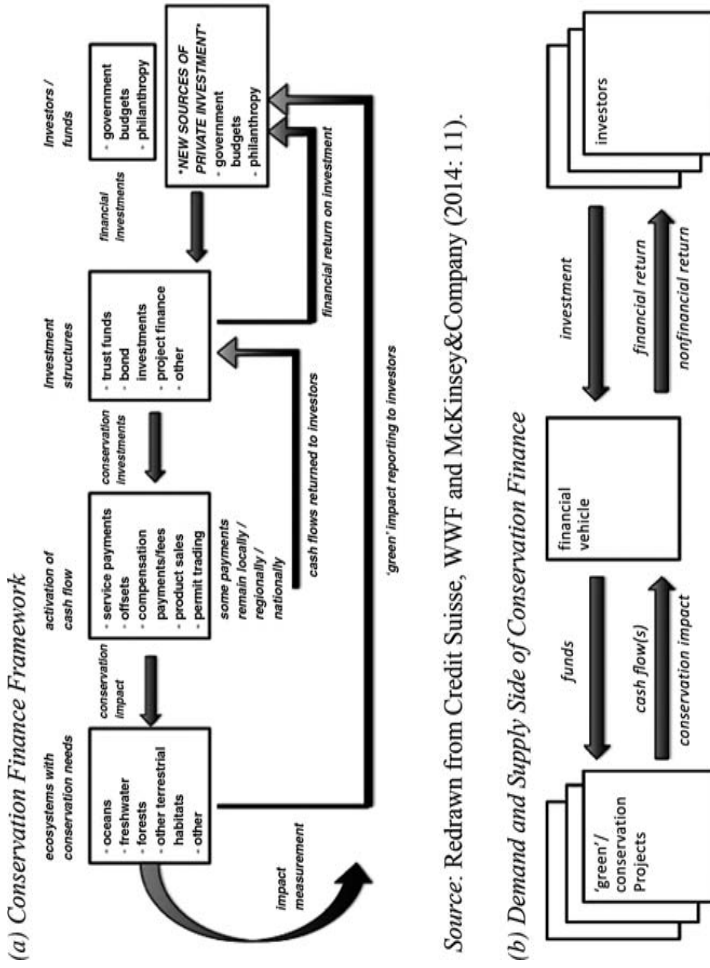 (a) Conservation Finance Framework
ecosystems with
conservation needs
- oceans
- freshwater
- forests
- other terrestrial
habitats
- other
conservation
impact
activation of
cash flow
- service payments
- offsets
- compensation
payments/fees
- product sales
- permit trading
some payments
remain locally /
regionally /
nationally
conservation
investments
Investment
structures
- trust funds
- bond
investments
- project finance
- other
financial
investments
Investors /
funds
- government
budgets
- philanthropy
*NEW SOURCES OF
PRIVATE INVESTMENT*
- government
budgets
- philanthropy
impact
measurement
cash flows returned to investors
financial return on investment
'green' impact reporting to investors
Source: Redrawn from Credit Suisse, WWF and McKinsey&Company (2014: 11).
(b) Demand and Supply Side of Conservation Finance
'green'/
conservation
Projects
funds
cash flow(s)
conservation impact
financial
vehicle
investment
financial return
nonfinancial return
investors